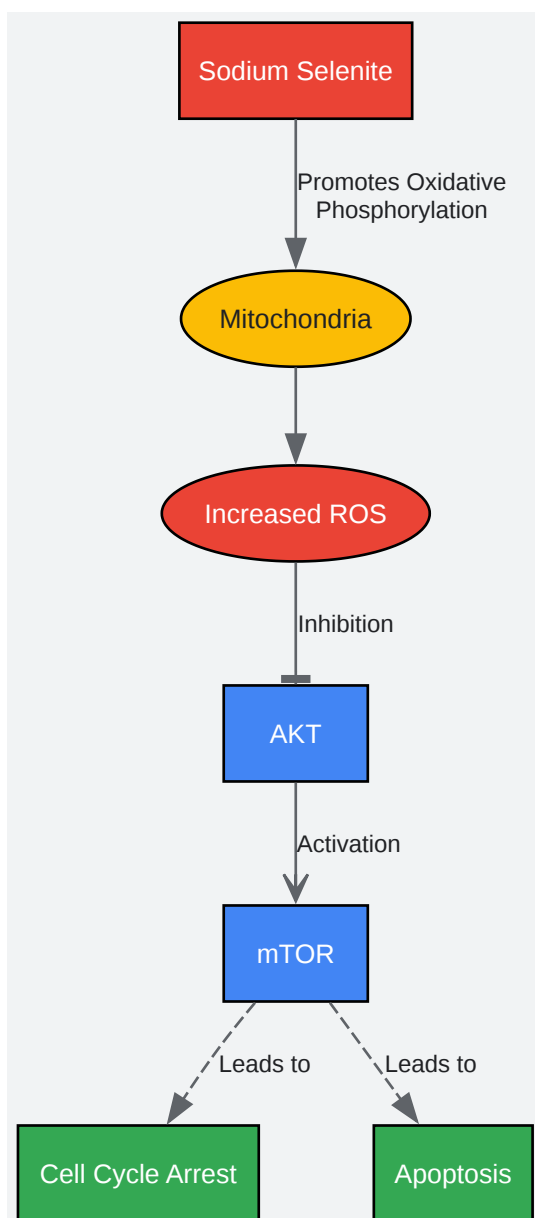 Sodium Selenite
Promotes Oxidative
Phosphorylation
Mitochondria
Increased ROS
Inhibition
AKT
Activation
mTOR
Leads to
Leads to
Cell Cycle Arrest
Apoptosis